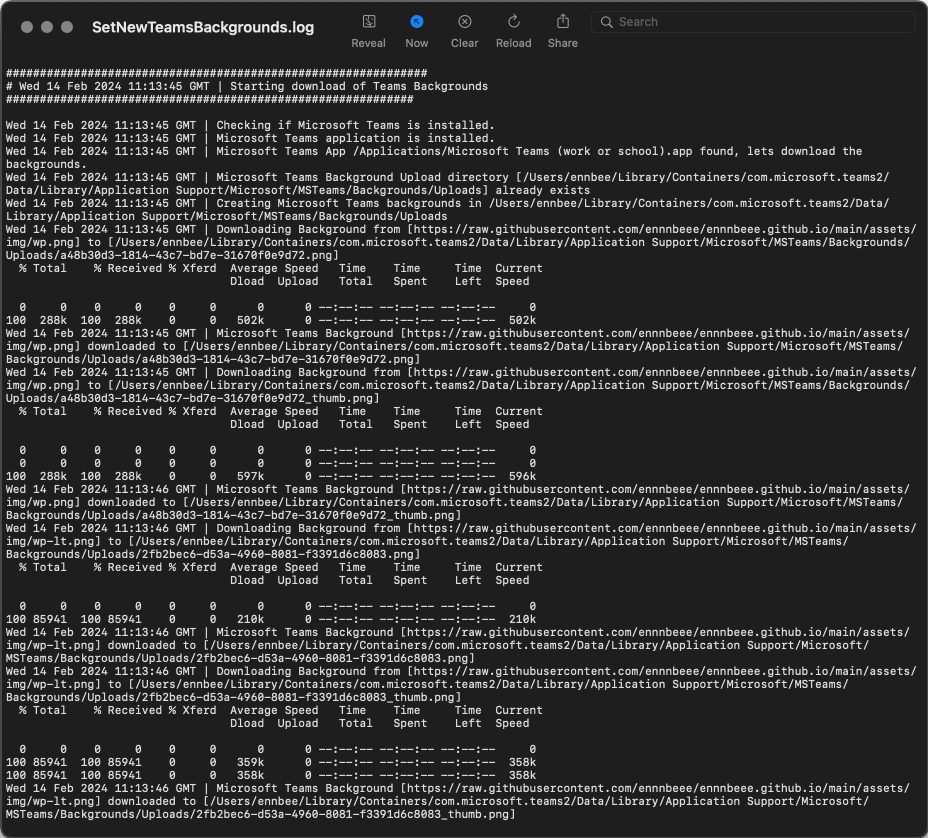 SetNewTeamsBackgrounds.log
Reveal Now Clear Reload Share
Search
##############################################################
# Wed 14 Feb 2024 11:13:45 GMT | Starting download of Teams Backgrounds
############################################################
Wed 14 Feb 2024 11:13:45 GMT | Checking if Microsoft Teams is installed.
Wed 14 Feb 2024 11:13:45 GMT | Microsoft Teams application is installed.
Wed 14 Feb 2024 11:13:45 GMT | Microsoft Teams App /Applications/Microsoft Teams (work or school).app found, lets download the
backgrounds.
Wed 14 Feb 2024 11:13:45 GMT | Microsoft Teams Background Upload directory [/Users/ennbee/Library/Containers/com.microsoft.teams2/
Data/Library/Application Support/Microsoft/MSTeams/Backgrounds/Uploads] already exists
Wed 14 Feb 2024 11:13:45 GMT | Creating Microsoft Teams backgrounds in /Users/ennbee/Library/Containers/com.microsoft.teams2/Data/
Library/Application Support/Microsoft/MSTeams/Backgrounds/Uploads
Wed 14 Feb 2024 11:13:45 GMT | Downloading Background from [https://raw.githubusercontent.com/ennnbeee/ennnbeee.github.io/main/assets/
img/wp.png] to [/Users/ennbee/Library/Containers/com.microsoft.teams2/Data/Library/Application Support/Microsoft/MSTeams/Backgrounds/
Uploads/a48b30d3-1814-43c7-bd7e-31670f0e9d72.png]
% Total % Received % Xferd Average Speed Time Time Time Current
Dload Upload Total Spent Left Speed
0 0 0 0 0 0 0 0 --:--:-- --:--:-- --:--:-- 0
100 288k 100 288k 0 0 502k 0 --:--:-- --:--:-- --:--:-- 502k
Wed 14 Feb 2024 11:13:45 GMT | Microsoft Teams Background [https://raw.githubusercontent.com/ennnbeee/ennnbeee.github.io/main/assets/
img/wp.png] downloaded to [/Users/ennbee/Library/Containers/com.microsoft.teams2/Data/Library/Application Support/Microsoft/MSTeams/
Backgrounds/Uploads/a48b30d3-1814-43c7-bd7e-31670f0e9d72.png]
Wed 14 Feb 2024 11:13:45 GMT | Downloading Background from [https://raw.githubusercontent.com/ennnbeee/ennnbeee.github.io/main/assets/
img/wp.png] to [/Users/ennbee/Library/Containers/com.microsoft.teams2/Data/Library/Application Support/Microsoft/MSTeams/Backgrounds/
Uploads/a48b30d3-1814-43c7-bd7e-31670f0e9d72_thumb.png]
% Total % Received % Xferd Average Speed Time Time Time Current
Dload Upload Total Spent Left Speed
0 0 0 0 0 0 0 0 --:--:-- --:--:-- --:--:-- 0
0 0 0 0 0 0 0 0 --:--:-- --:--:-- --:--:-- 0
100 288k 100 288k 0 0 597k 0 --:--:-- --:--:-- --:--:-- 596k
Wed 14 Feb 2024 11:13:46 GMT | Microsoft Teams Background [https://raw.githubusercontent.com/ennnbeee/ennnbeee.github.io/main/assets/
img/wp.png] downloaded to [/Users/ennbee/Library/Containers/com.microsoft.teams2/Data/Library/Application Support/Microsoft/MSTeams/
Backgrounds/Uploads/a48b30d3-1814-43c7-bd7e-31670f0e9d72_thumb.png]
Wed 14 Feb 2024 11:13:46 GMT | Downloading Background from [https://raw.githubusercontent.com/ennnbeee/ennnbeee.github.io/main/assets/
img/wp-lt.png] to [/Users/ennbee/Library/Containers/com.microsoft.teams2/Data/Library/Application Support/Microsoft/MSTeams/
Backgrounds/Uploads/2fb2bec6-d53a-4960-8081-f3391d6c8083.png]
% Total % Received % Xferd Average Speed Time Time Time Current
Dload Upload Total Spent Left Speed
0 0 0 0 0 0 0 0 --:--:-- --:--:-- --:--:-- 0
100 85941 100 85941 0 0 210k 0 --:--:-- --:--:-- --:--:-- 210k
Wed 14 Feb 2024 11:13:46 GMT | Microsoft Teams Background [https://raw.githubusercontent.com/ennnbeee/ennnbeee.github.io/main/assets/
img/wp-lt.png] downloaded to [/Users/ennbee/Library/Containers/com.microsoft.teams2/Data/Library/Application Support/Microsoft/
MSTeams/Backgrounds/Uploads/2fb2bec6-d53a-4960-8081-f3391d6c8083.png]
Wed 14 Feb 2024 11:13:46 GMT | Downloading Background from [https://raw.githubusercontent.com/ennnbeee/ennnbeee.github.io/main/assets/
img/wp-lt.png] to [/Users/ennbee/Library/Containers/com.microsoft.teams2/Data/Library/Application Support/Microsoft/MSTeams/
Backgrounds/Uploads/2fb2bec6-d53a-4960-8081-f3391d6c8083_thumb.png]
% Total % Received % Xferd Average Speed Time Time Time Current
Dload Upload Total Spent Left Speed
0 0 0 0 0 0 0 0 --:--:-- --:--:-- --:--:-- 0
100 85941 100 85941 0 0 359k 0 --:--:-- --:--:-- --:--:-- 358k
100 85941 100 85941 0 0 358k 0 --:--:-- --:--:-- --:--:-- 358k
Wed 14 Feb 2024 11:13:46 GMT | Microsoft Teams Background [https://raw.githubusercontent.com/ennnbeee/ennnbeee.github.io/main/assets/
img/wp-lt.png] downloaded to [/Users/ennbee/Library/Containers/com.microsoft.teams2/Data/Library/Application Support/Microsoft/
MSTeams/Backgrounds/Uploads/2fb2bec6-d53a-4960-8081-f3391d6c8083_thumb.png]